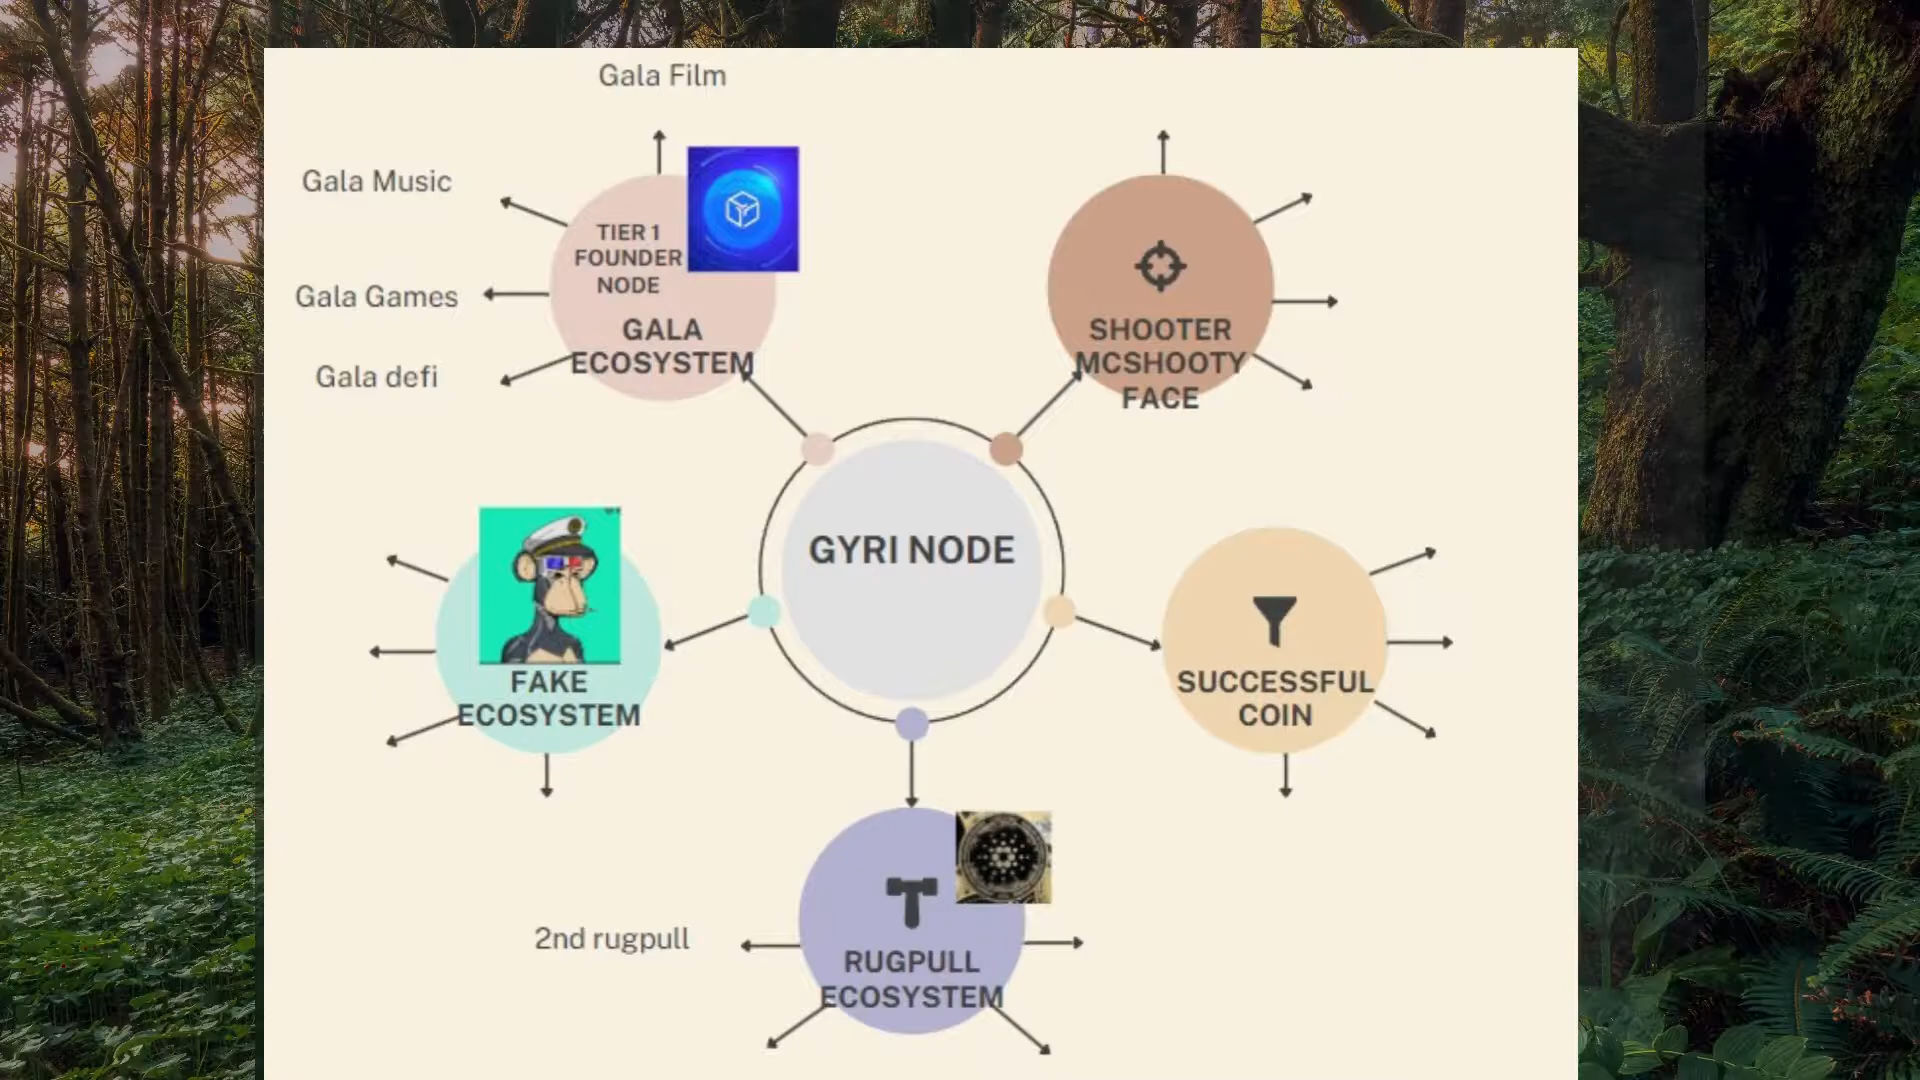 Gala Film
Gala Music
TIER 1
FOUNDER
NODE
Gala Games
GALA
ECOSYSTEM
Gala defi
SHOOTER
MCSHOOTY
FACE
GYRI NODE
FAKE
ECOSYSTEM
SUCCESSFUL
COIN
2nd rugpull
RUGPULL
ECOSYSTEM